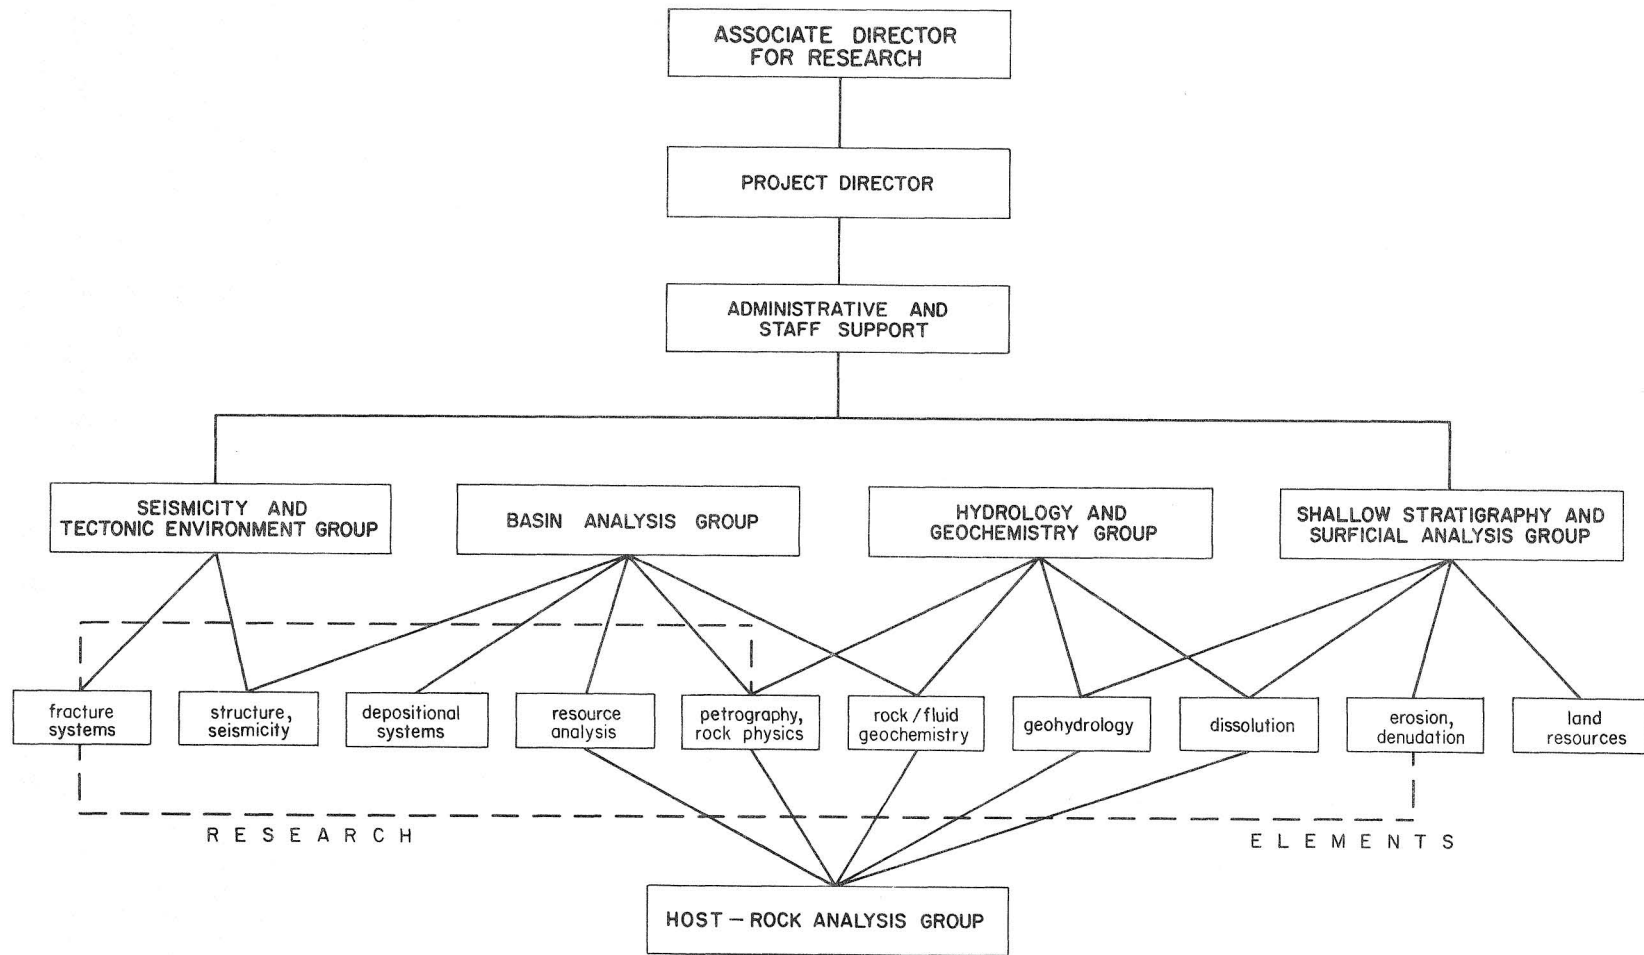 ASSOCIATE DIRECTOR
FOR RESEARCH
PROJECT DIRECTOR
ADMINISTRATIVE AND
STAFF SUPPORT
SEISMICITY AND
TECTONIC ENVIRONMENT GROUP
BASIN ANALYSIS GROUP
HYDROLOGY AND
GEOCHEMISTRY GROUP
SHALLOW STRATIGRAPHY AND
SURFICIAL ANALYSIS GROUP
fracture
systems
structure,
seismicity
depositional
systems
resource
analysis
petrography,
rock physics
rock/fluid
geochemistry
geohydrology
dissolution
erosion,
denudation
land
resources
RESEARCH ELEMENTS
HOST – ROCK ANALYSIS GROUP